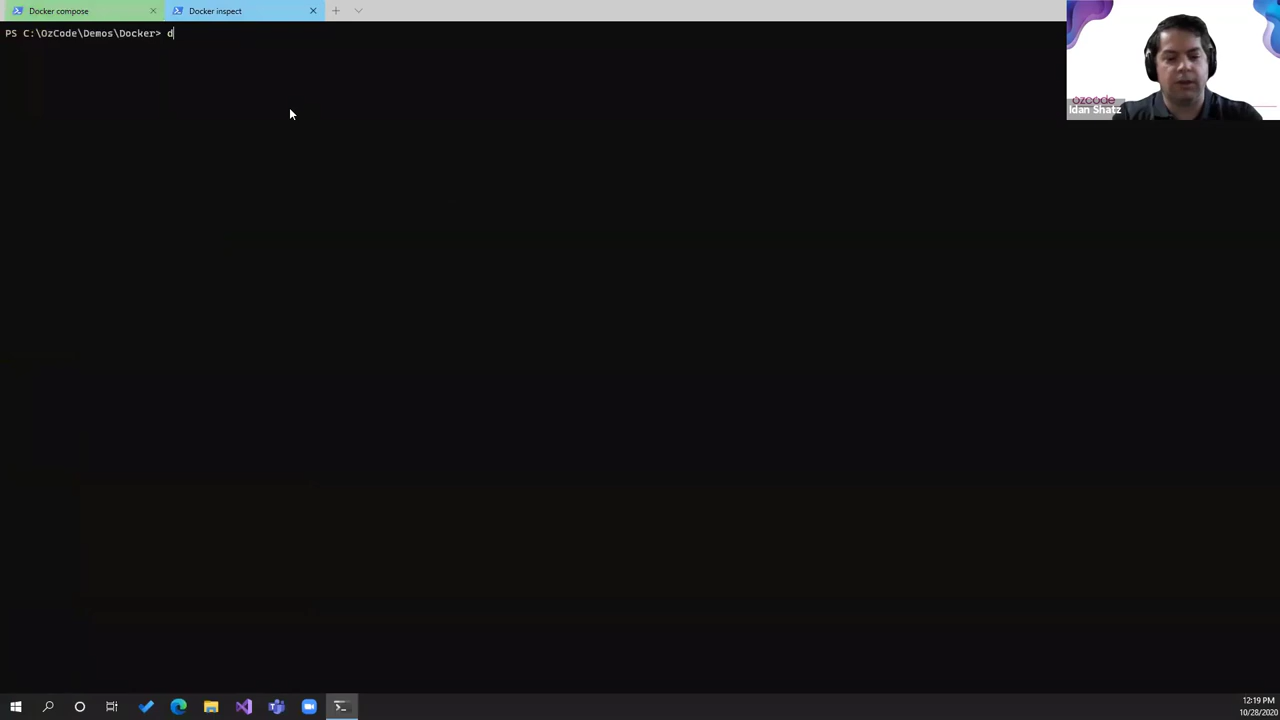 Docker compose
Docker inspect
PS C:\OzCode\Demos\Docker> d
ozcode
Idan Shatz
12:19 PM
10/28/2020